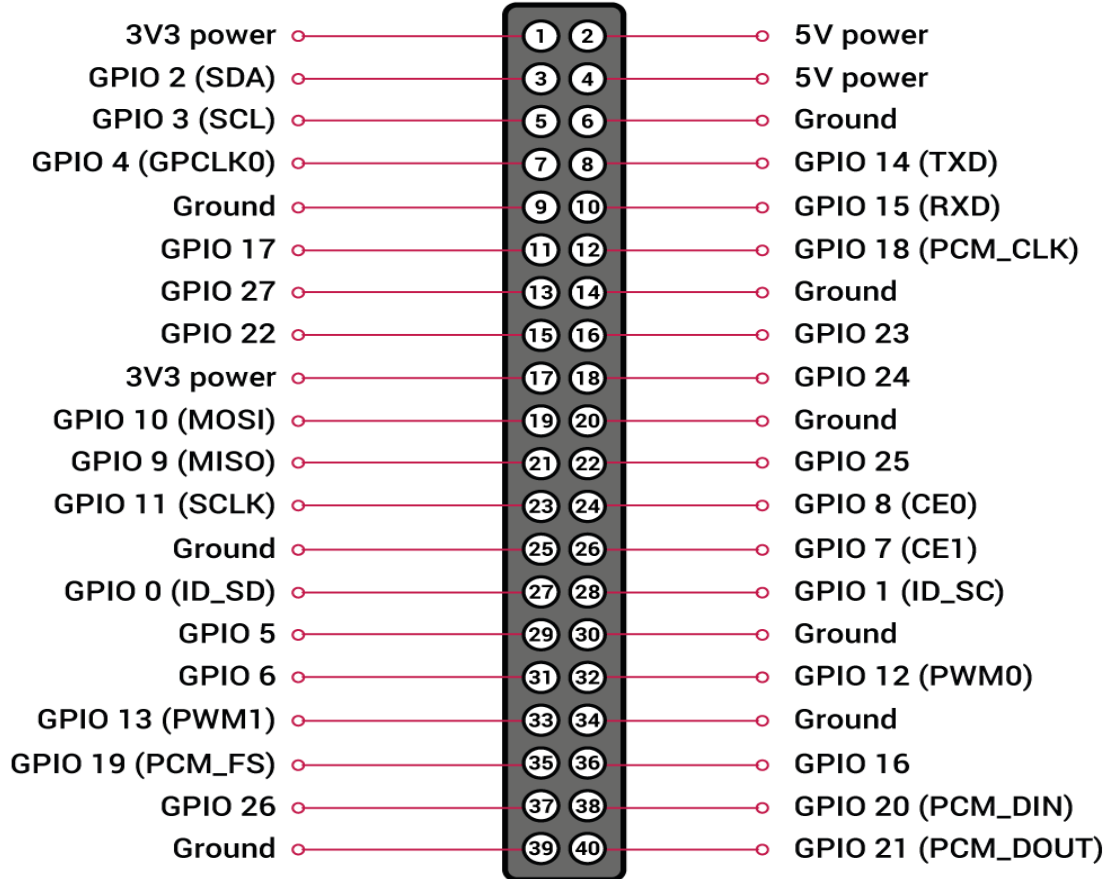 3V3 power 1 2 5V power
GPIO 2 (SDA) 3 4 5V power
GPIO 3 (SCL) 5 6 Ground
GPIO 4 (GPCLK0) 7 8 GPIO 14 (TXD)
Ground 9 10 GPIO 15 (RXD)
GPIO 17 11 12 GPIO 18 (PCM_CLK)
GPIO 27 13 14 Ground
GPIO 22 15 16 GPIO 23
3V3 power 17 18 GPIO 24
GPIO 10 (MOSI) 19 20 Ground
GPIO 9 (MISO) 21 22 GPIO 25
GPIO 11 (SCLK) 23 24 GPIO 8 (CE0)
Ground 25 26 GPIO 7 (CE1)
GPIO 0 (ID_SD) 27 28 GPIO 1 (ID_SC)
GPIO 5 29 30 Ground
GPIO 6 31 32 GPIO 12 (PWM0)
GPIO 13 (PWM1) 33 34 Ground
GPIO 19 (PCM_FS) 35 36 GPIO 16
GPIO 26 37 38 GPIO 20 (PCM_DIN)
Ground 39 40 GPIO 21 (PCM_DOUT)